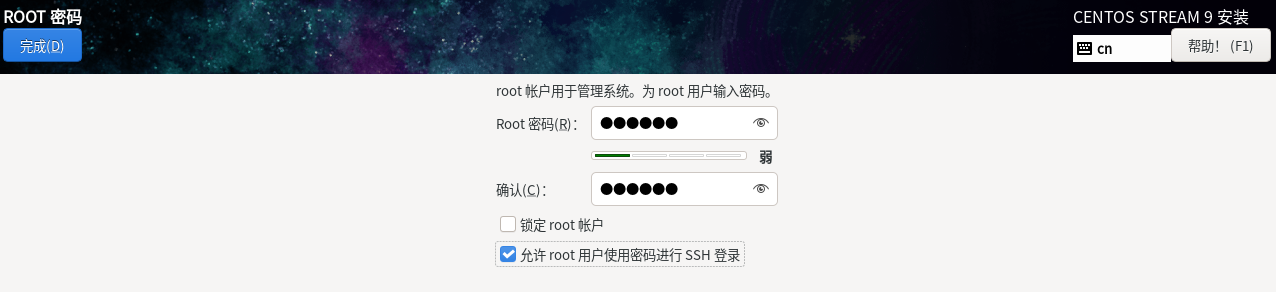 ROOT 密码
CENTOS STREAM 9 安装
完成(D)
cn
帮助！ (F1)
root 帐户用于管理系统。为 root 用户输入密码。
Root 密码(R)：
●●●●●●
弱
确认(C)：
●●●●●●
锁定 root 帐户
允许 root 用户使用密码进行 SSH 登录